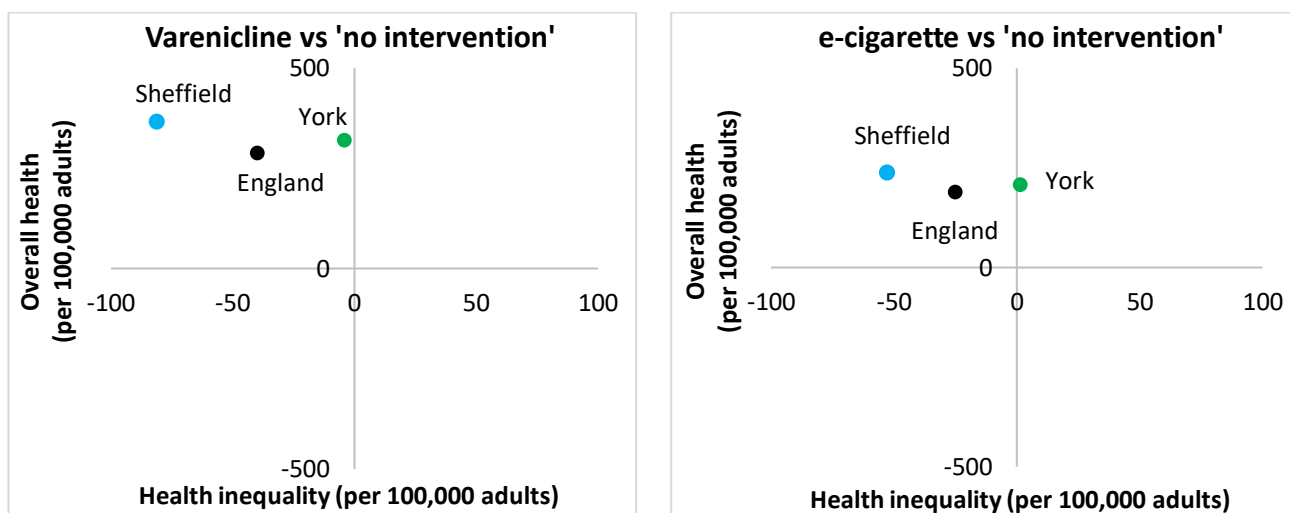 Varenicline vs 'no intervention'
500
Sheffield
York
England
0
-100
-50
0
50
100
-500
Overall health
(per 100,000 adults)
Health inequality (per 100,000 adults)
e-cigarette vs 'no intervention'
500
Sheffield
York
England
0
-100
-50
0
50
100
-500
Overall health
(per 100,000 adults)
Health inequality (per 100,000 adults)